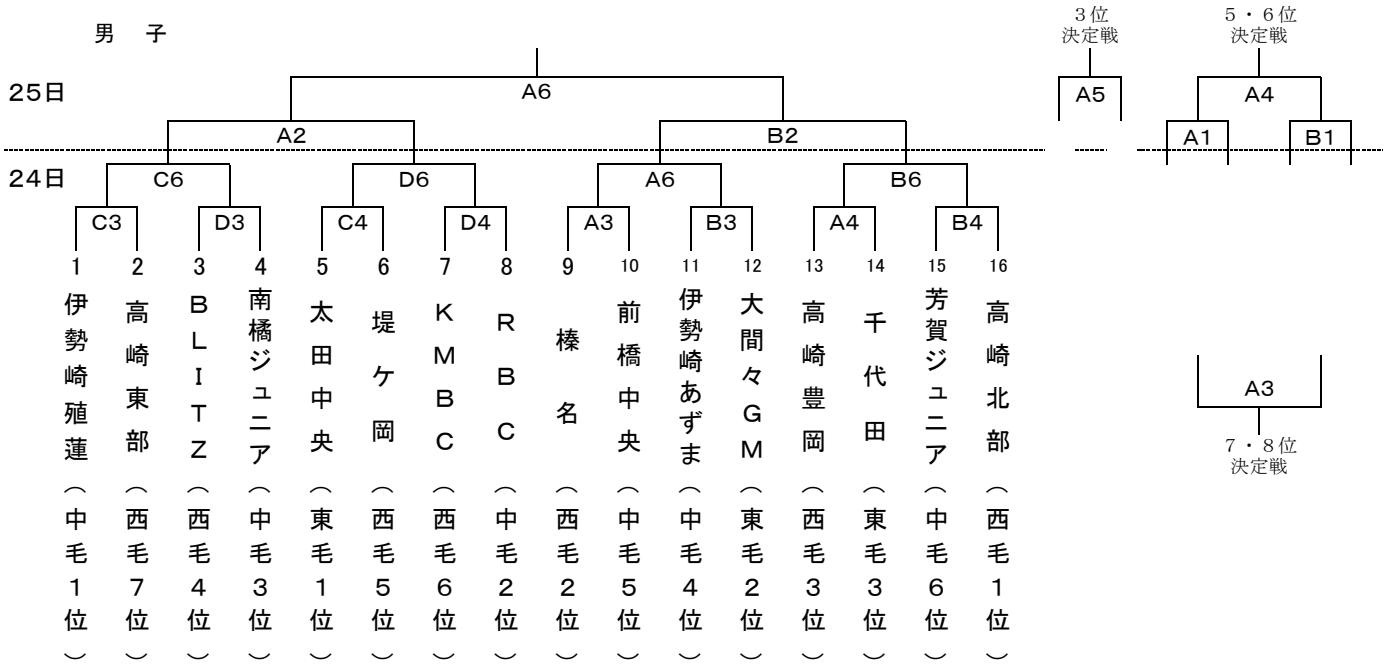 男 子
3位
決定戦
5・6位
決定戦
25日
A6
A5
A4
A2
B2
A1
B1
24日
C6
D6
A6
B6
C3
D3
C4
D4
A3
B3
A4
B4
1
2
3
4
5
6
7
8
9
10
11
12
13
14
15
16
伊勢崎殖蓮（中毛1位）
高崎東部（西毛7位）
BLITZ（西毛4位）
南橘ジュニア（中毛3位）
太田中央（東毛1位）
堤ケ岡（西毛5位）
KMBC（西毛6位）
RBC（中毛2位）
榛名（西毛2位）
前橋中央（中毛5位）
伊勢崎あずま（中毛4位）
大間々GM（東毛2位）
高崎豊岡（西毛3位）
千代田（東毛3位）
芳賀ジュニア（中毛6位）
高崎北部（西毛1位）
A3
7・8位
決定戦